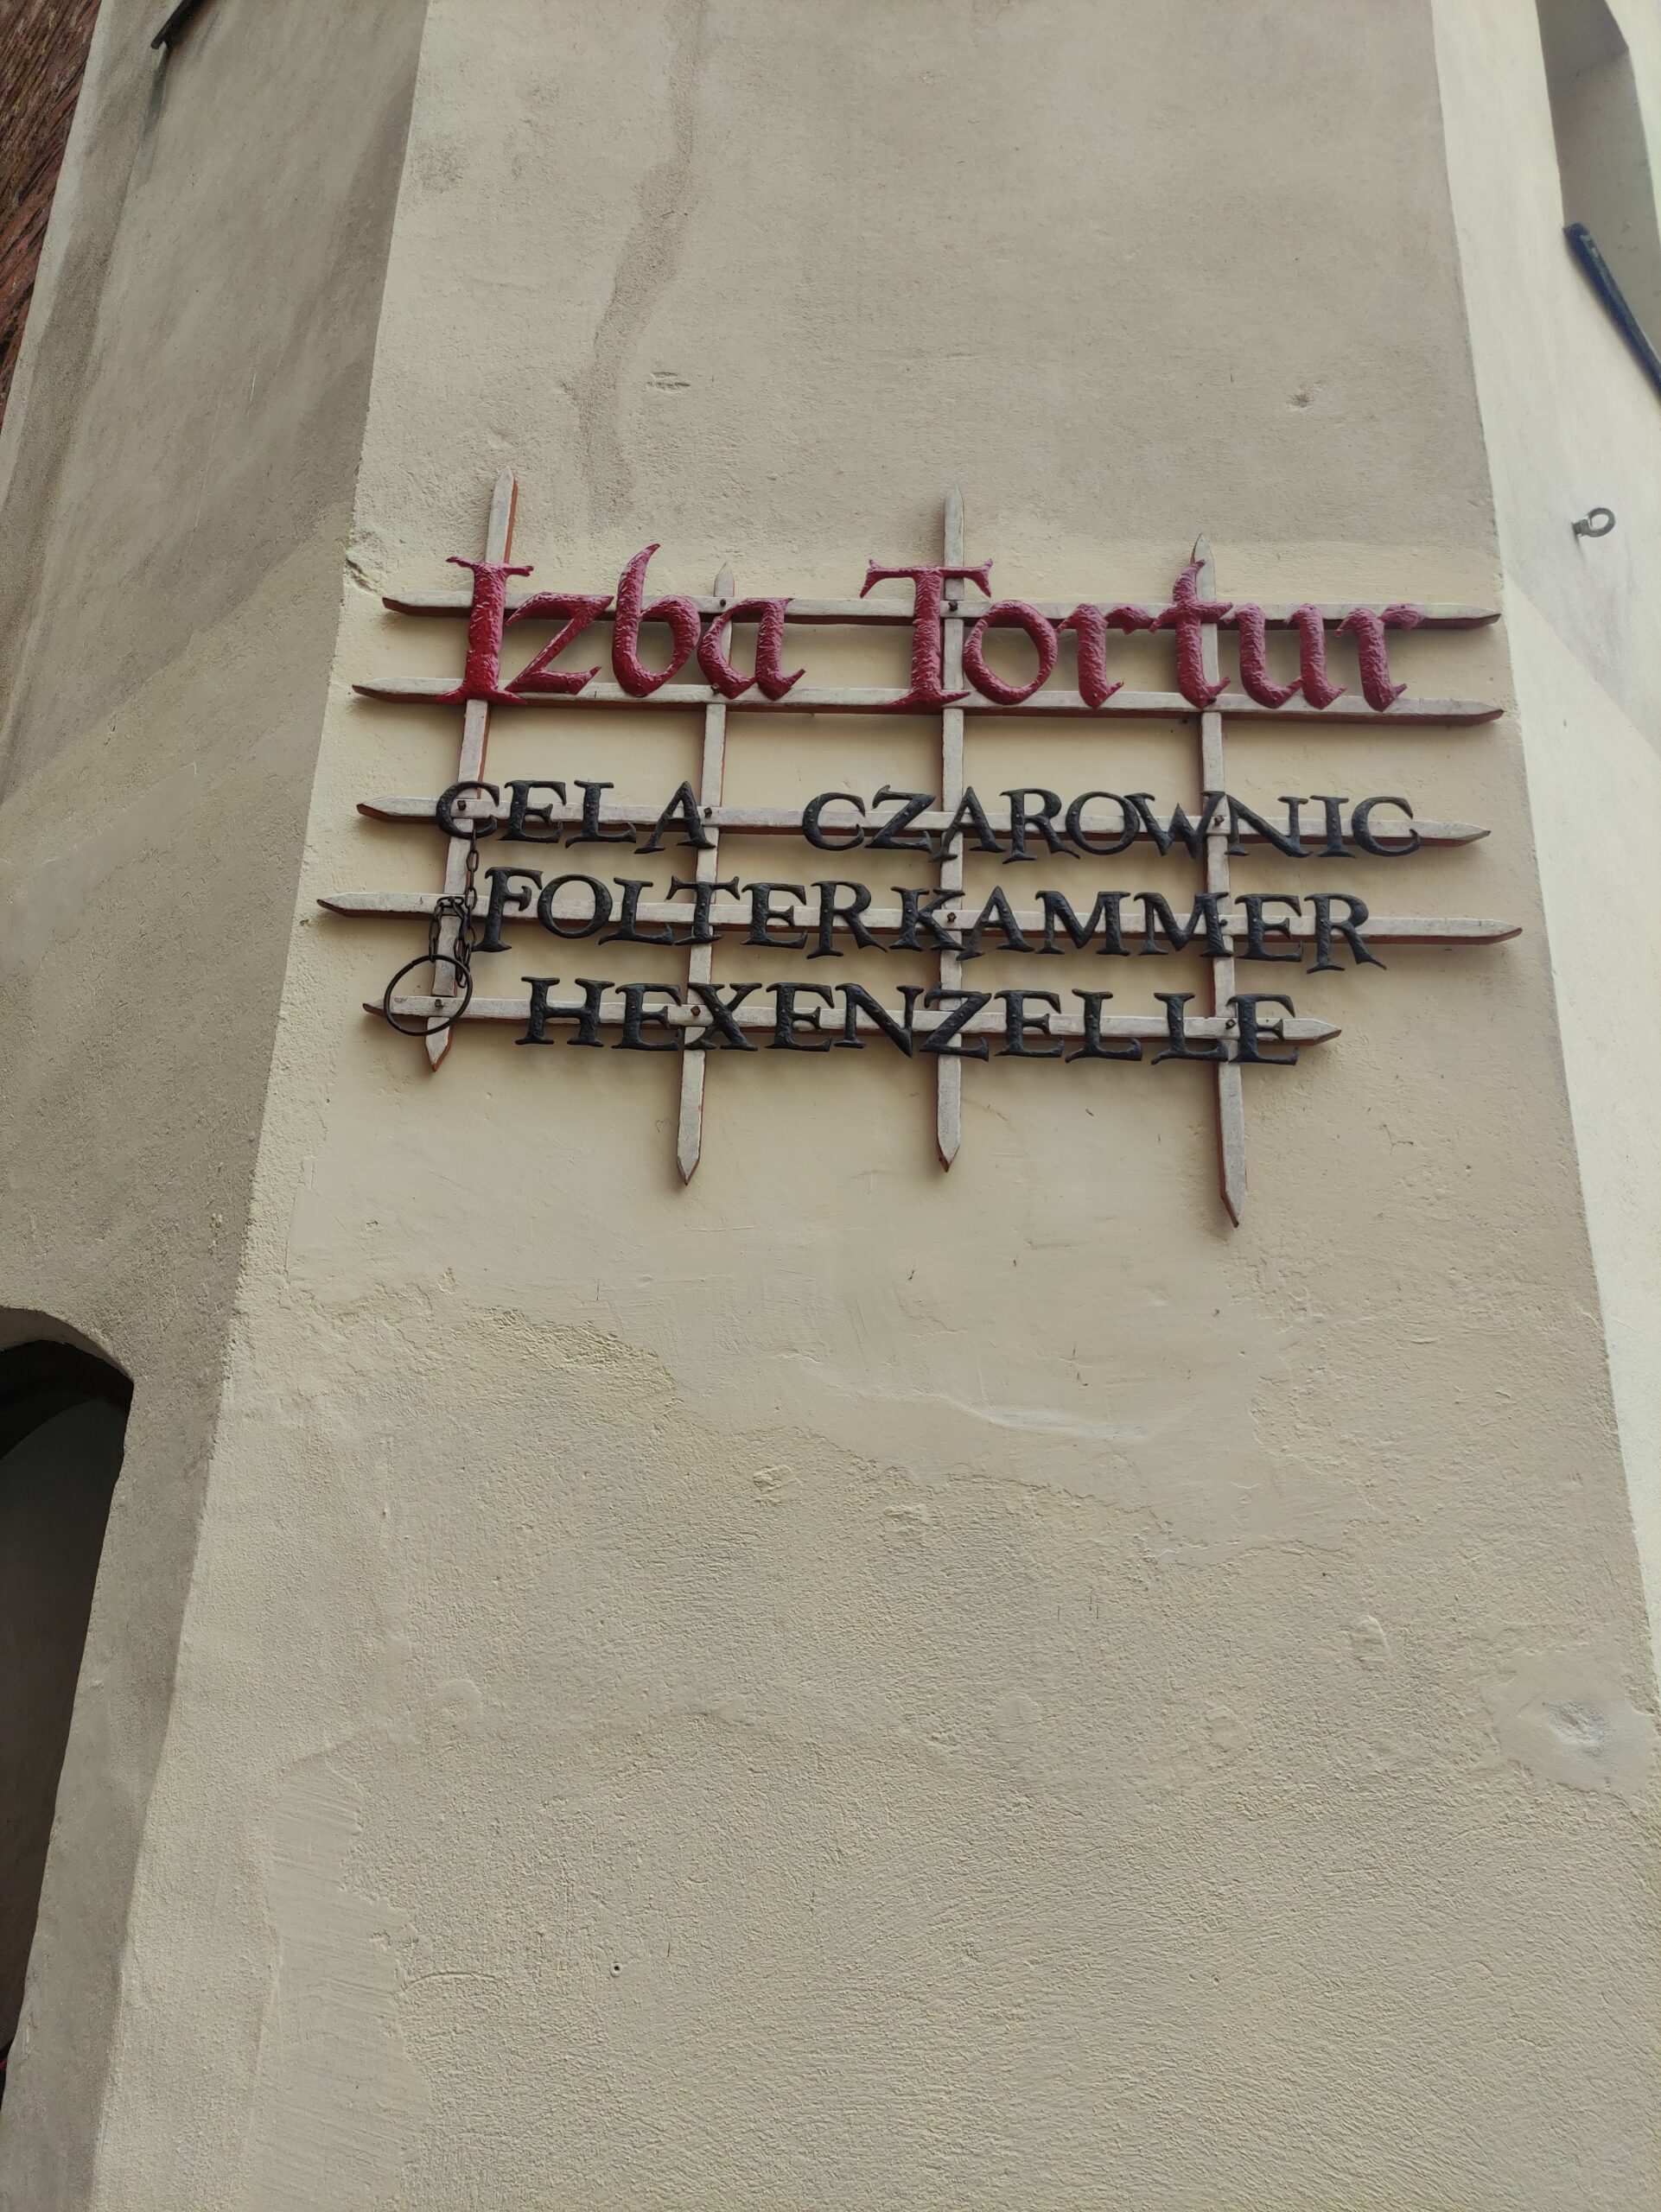 Izba Tortur
CELA CZAROWNIC
FOLTERKAMMER
HEXENZELLE